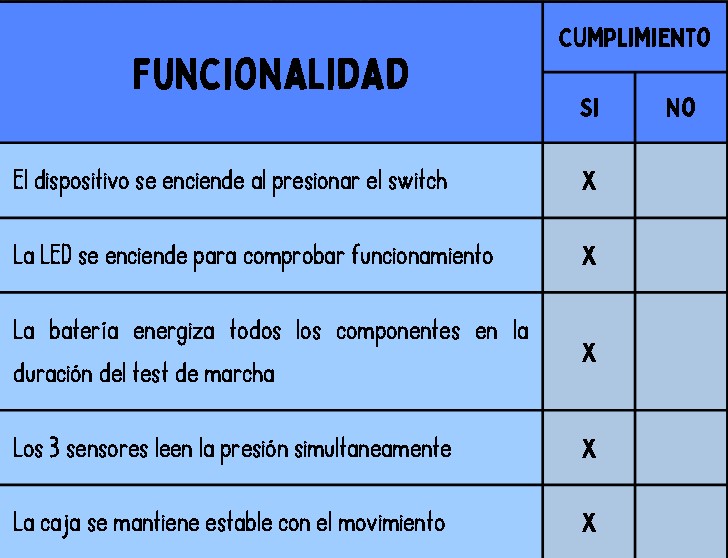 FUNCIONALIDAD
CUMPLIMIENTO
SI NO
El dispositivo se enciende al presionar el switch X
La LED se enciende para comprobar funcionamiento X
La batería energiza todos los componentes en la
duración del test de marcha X
Los 3 sensores leen la presión simultaneamente X
La caja se mantiene estable con el movimiento X